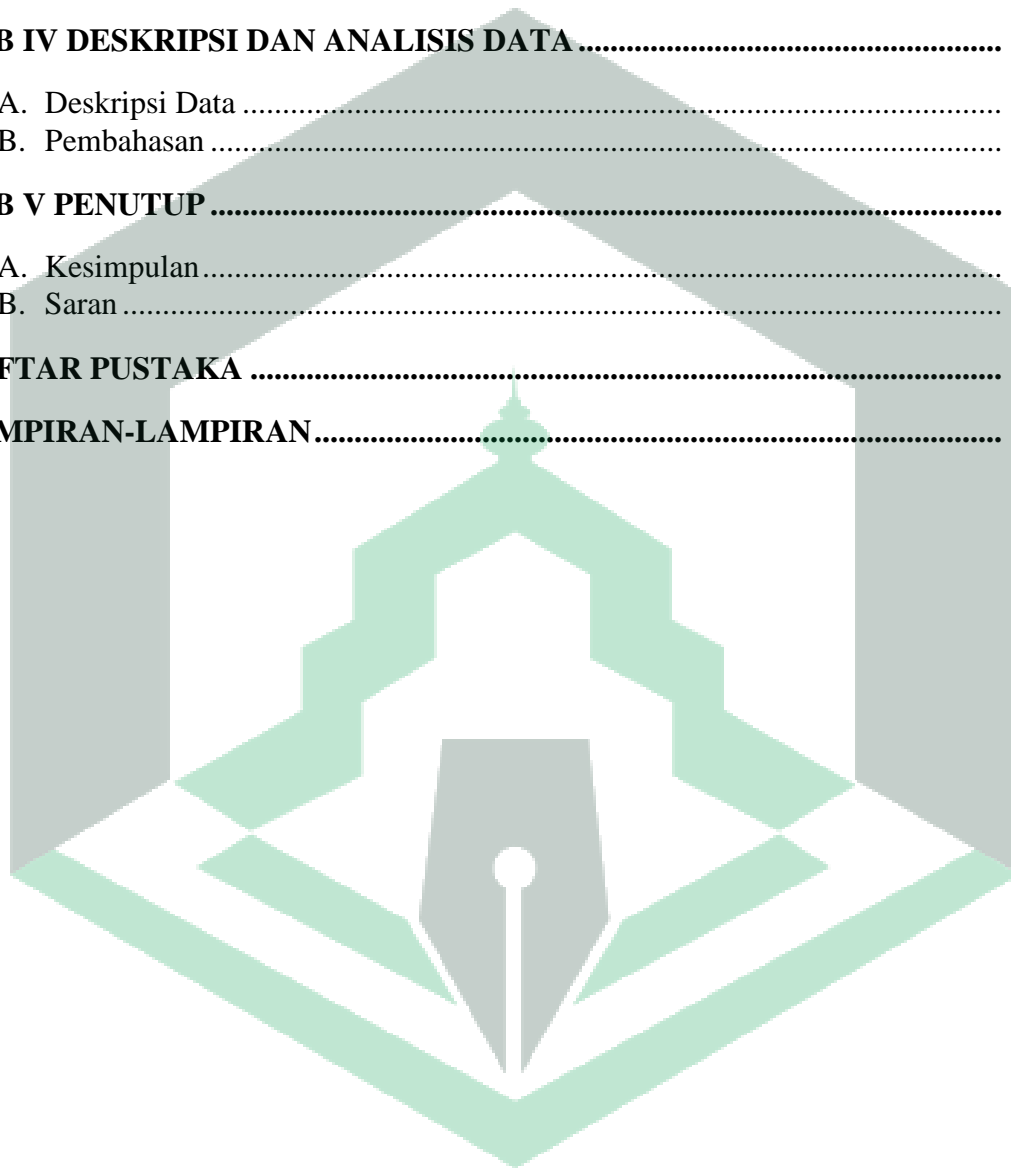 B IV DESKRIPSI DAN ANALISIS DATA ....................................................
A. Deskripsi Data ...............................................................................................
B. Pembahasan ...................................................................................................
B V PENUTUP ...................................................................................................
A. Kesimpulan ....................................................................................................
B. Saran ..............................................................................................................
FTAR PUSTAKA .............................................................................................
MPIRAN-LAMPIRAN .....................................................................................